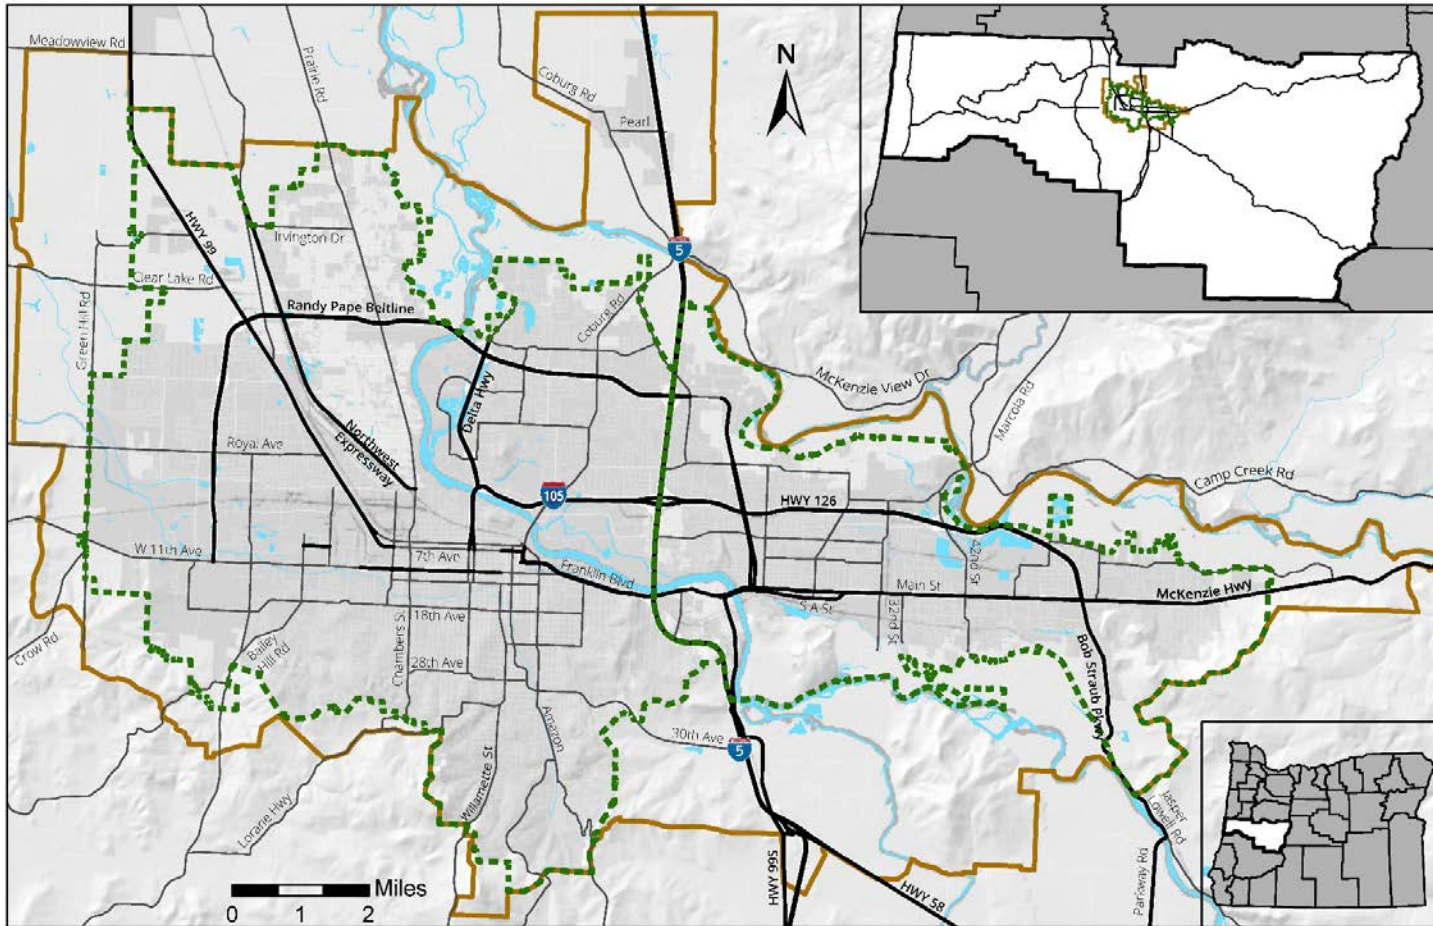 Meadowview Rd
Prairie Rd
Coburg Rd
Pearl
N
HWY 99
Irvington Dr
5
Clear Lake Rd
Green Hill Rd
Randy Pape Beltline
Coburg Rd
McKenzie View Dr
Delta Hwy
Marcola Rd
Royal Ave
Northwest
Expressway
Camp Creek Rd
105
HWY 126
W 11th Ave
7th Ave
42nd St
Franklin Blvd
Main St
McKenzie Hwy
S A St
32nd St
18th Ave
Chambers St
Crow Rd
Bailey
Hill Rd
28th Ave
Bob Straub Pkwy
Amazon
30th Ave
5
Willamette St
Lorane Hwy
Jasper
Lowell Rd
Parkway Rd
HWY 99S
HWY 58
Miles
0 1 2